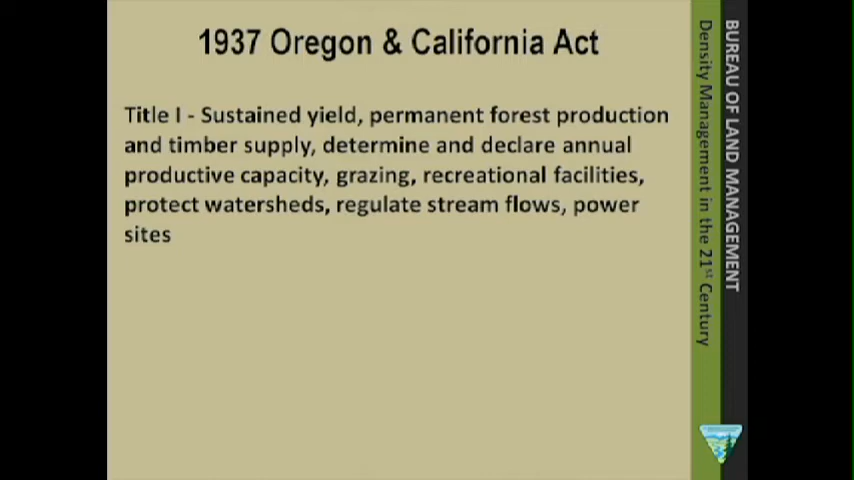 1937 Oregon & California Act
Title I - Sustained yield, permanent forest production
and timber supply, determine and declare annual
productive capacity, grazing, recreational facilities,
protect watersheds, regulate stream flows, power
sites
BUREAU OF LAND MANAGEMENT
Density Management in the 21st Century